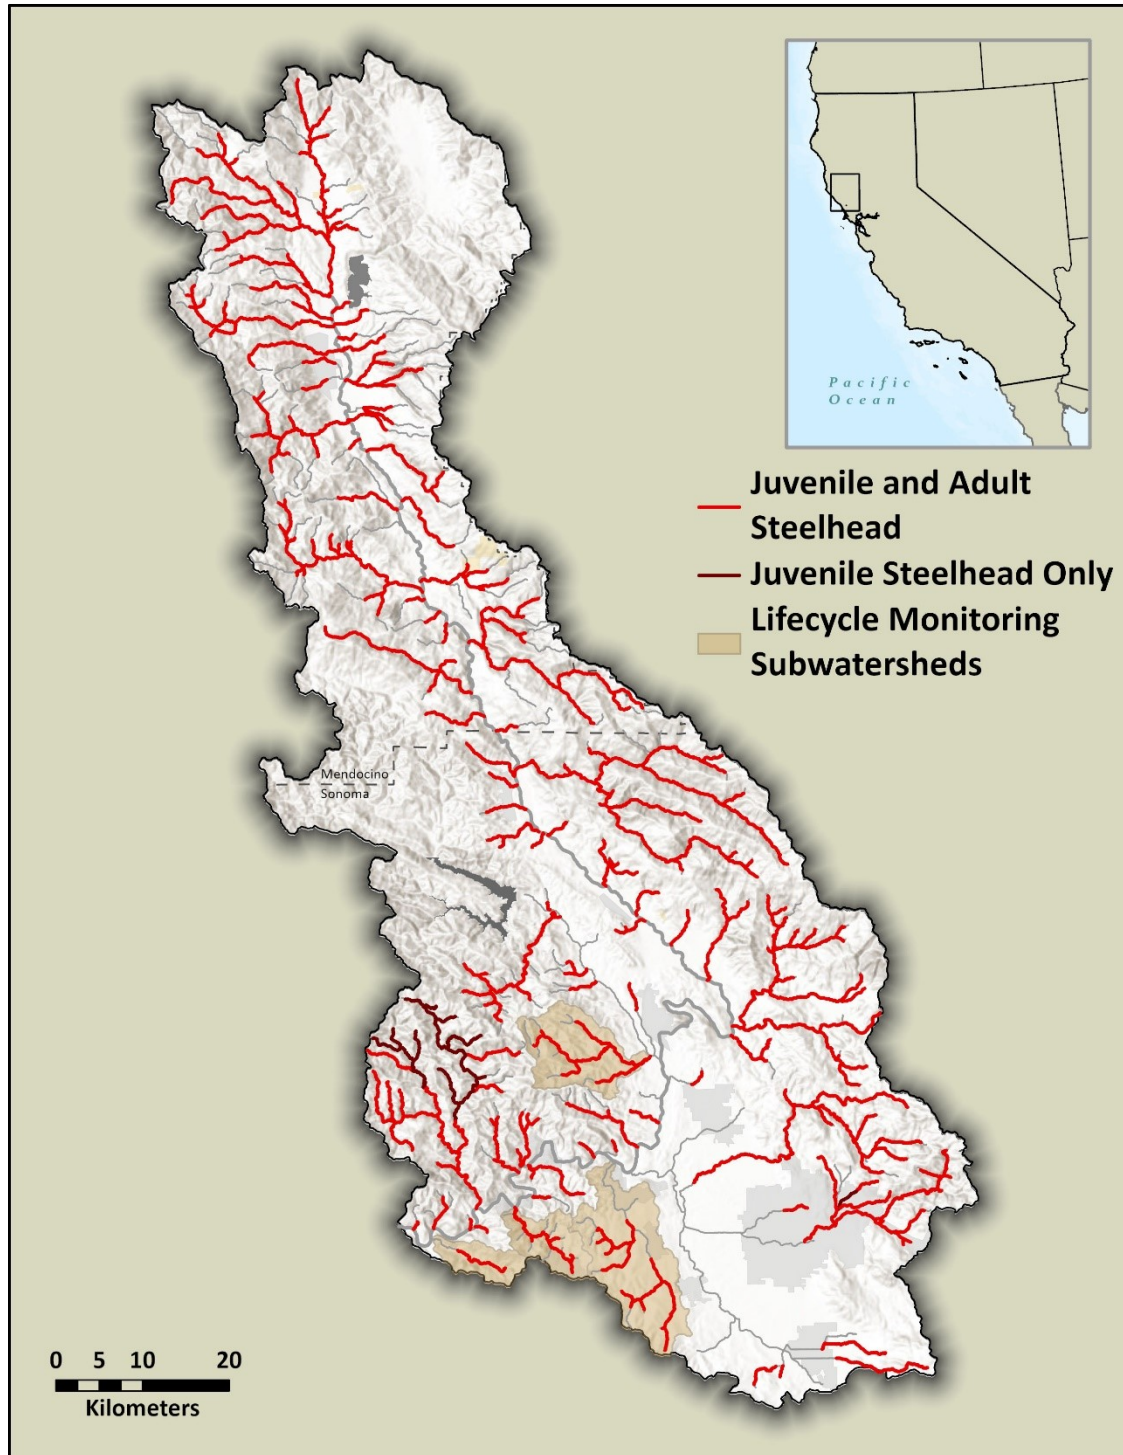 Pacific
Ocean
Juvenile and Adult
Steelhead
Juvenile Steelhead Only
Lifecycle Monitoring
Subwatersheds
Mendocino
Sonoma
0 5 10 20
Kilometers